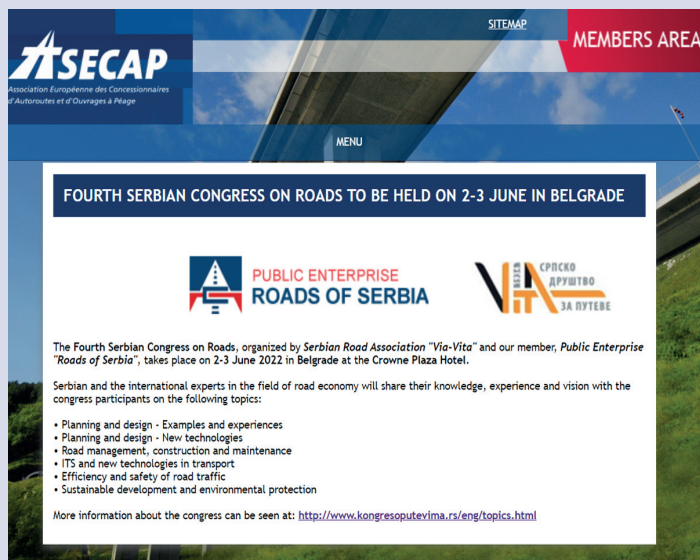 SITEMAP
MEMBERS AREA
ASECAP
Association Européenne des Concessionnaires
d'Autoroutes et d'Ouvrages à Péage
MENU
FOURTH SERBIAN CONGRESS ON ROADS TO BE HELD ON 2-3 JUNE IN BELGRADE
PUBLIC ENTERPRISE
ROADS OF SERBIA
СРПСКО
ДРУШТВО
ЗА ПУТЕВЕ
The Fourth Serbian Congress on Roads, organized by Serbian Road Association "Via-Vita" and our member, Public Enterprise
"Roads of Serbia", takes place on 2-3 June 2022 in Belgrade at the Crowne Plaza Hotel.
Serbian and the international experts in the field of road economy will share their knowledge, experience and vision with the
congress participants on the following topics:
• Planning and design - Examples and experiences
• Planning and design - New technologies
• Road management, construction and maintenance
• ITS and new technologies in transport
• Efficiency and safety of road traffic
• Sustainable development and environmental protection
More information about the congress can be seen at: http://www.kongresoputevima.rs/eng/topics.html